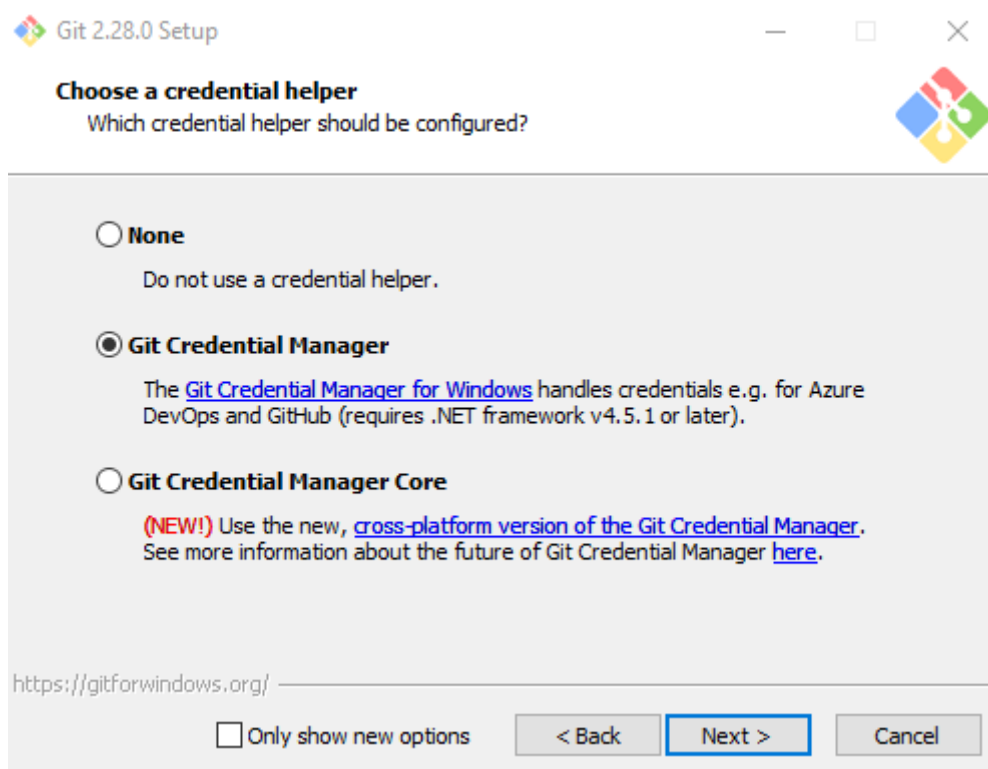 Git 2.28.0 Setup
Choose a credential helper
Which credential helper should be configured?
None
Do not use a credential helper.
Git Credential Manager
The Git Credential Manager for Windows handles credentials e.g. for Azure
DevOps and GitHub (requires .NET framework v4.5.1 or later).
Git Credential Manager Core
(NEW!) Use the new, cross-platform version of the Git Credential Manager.
See more information about the future of Git Credential Manager here.
https://gitforwindows.org/
Only show new options
< Back
Next >
Cancel